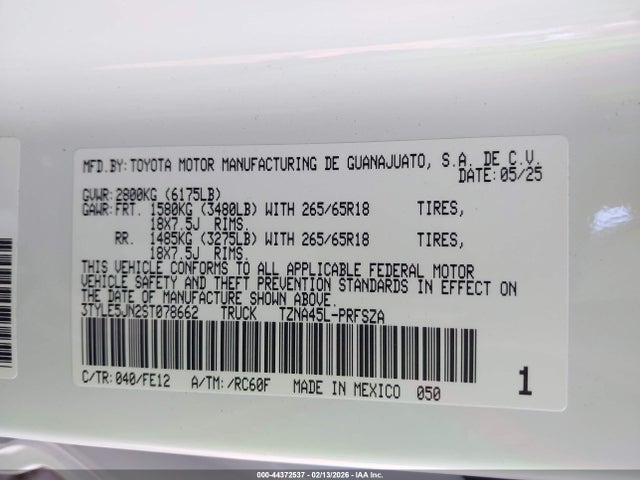 MFD.BY: TOYOTA MOTOR MANUFACTURING DE GUANAJUATO, S.A. DE C.V.
DATE: 05/25
GVWR: 2800KG (6175LB)
GAWR: FRT. 1580KG (3480LB) WITH 265/65R18 TIRES,
18X7.5J RIMS.
RR. 1485KG (3275LB) WITH 265/65R18 TIRES,
18X7.5J RIMS.
THIS VEHICLE CONFORMS TO ALL APPLICABLE FEDERAL MOTOR
VEHICLE SAFETY AND THEFT PREVENTION STANDARDS IN EFFECT ON
THE DATE OF MANUFACTURE SHOWN ABOVE.
3TYLE5JN2ST078662 TRUCK TZNA45L-PRFSZA
C/TR: 040/FE12 A/TM: /RC60F MADE IN MEXICO 050 1
000-44372537 - 02/13/2026 - IAA Inc.